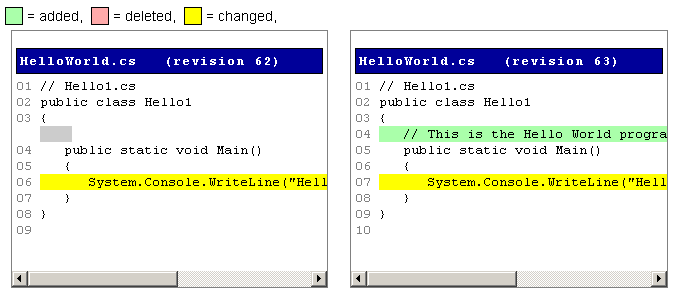 = added, = deleted, = changed,
HelloWorld.cs (revision 62)
01 // Hello1.cs
02 public class Hello1
03 {
04 public static void Main()
05 {
06 System.Console.WriteLine("Hell
07 }
08 }
09
HelloWorld.cs (revision 63)
01 // Hello1.cs
02 public class Hello1
03 {
04 // This is the Hello World progra
05 public static void Main()
06 {
07 System.Console.WriteLine("Hell
08 }
09 }
10